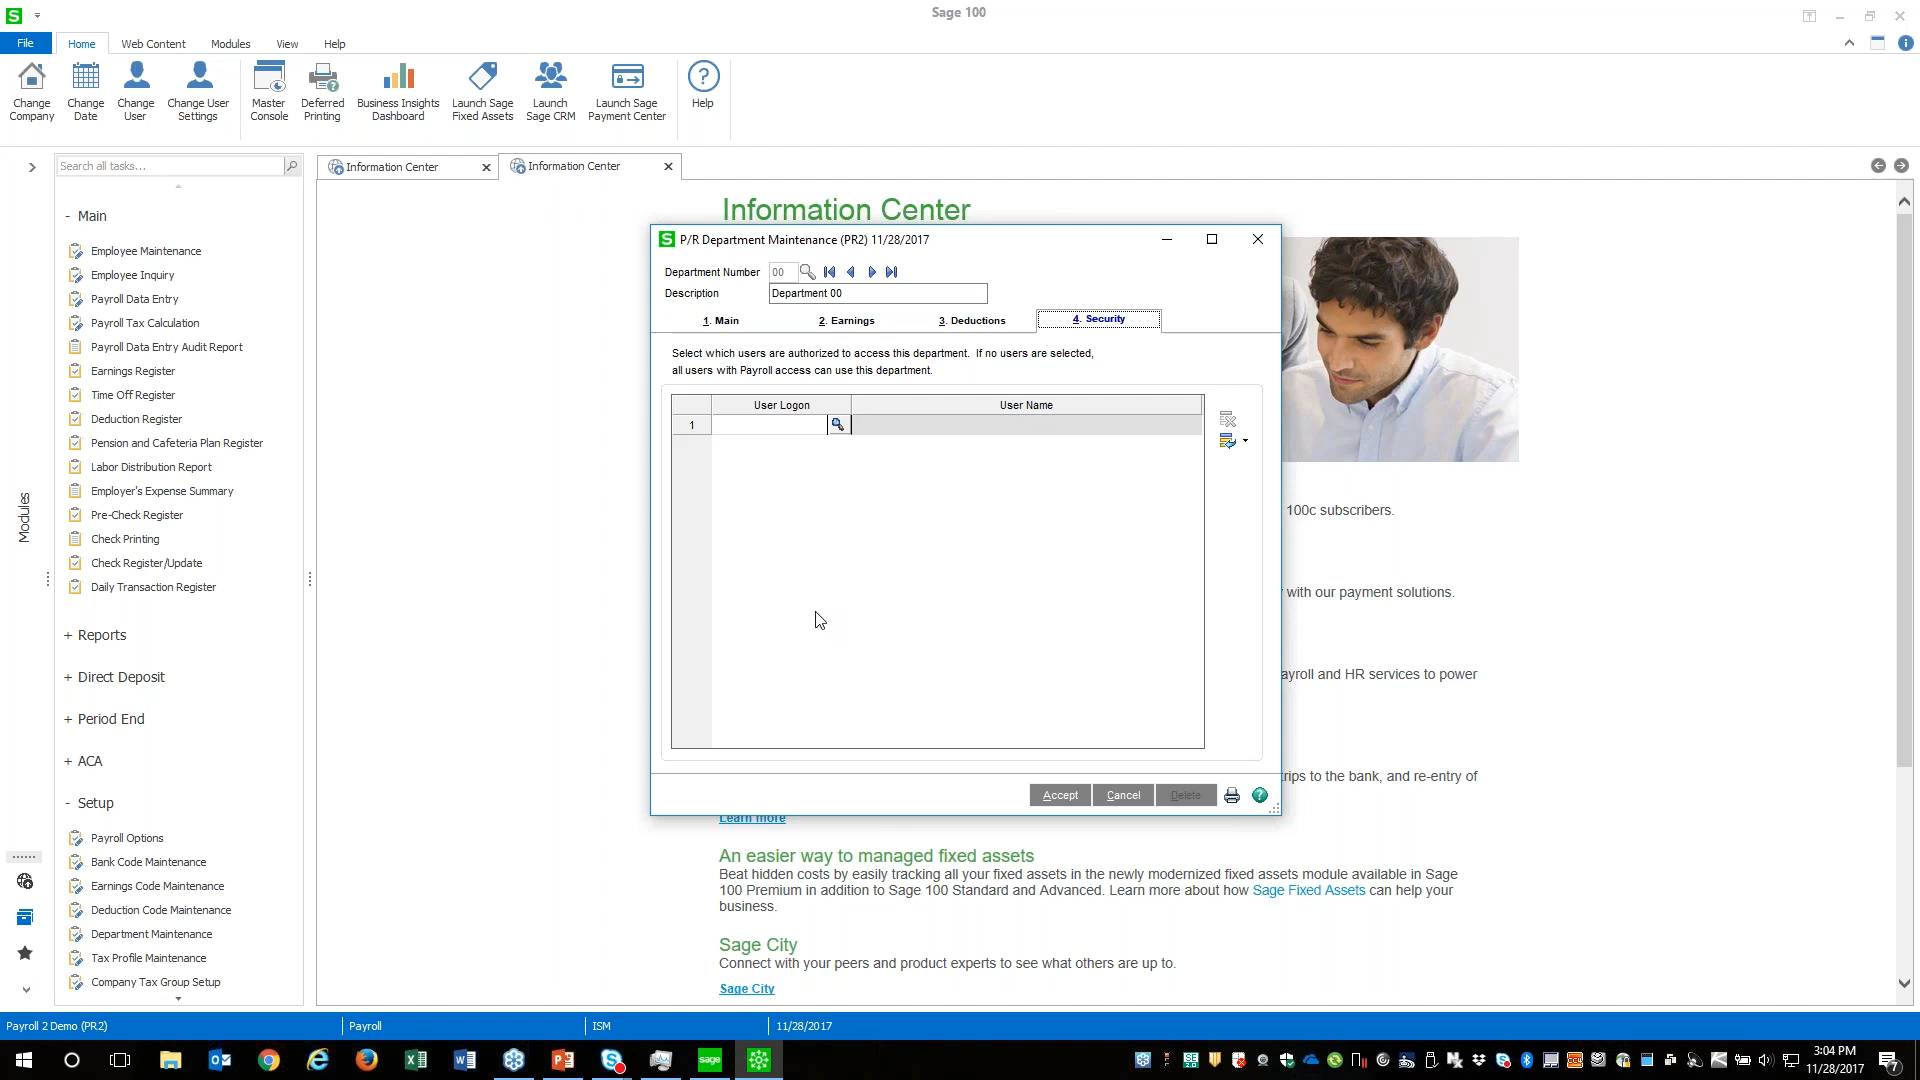 Sage 100
File
Home
Web Content
Modules
View
Help
Change Company
Change Date
Change User
Change User Settings
Master Console
Deferred Printing
Business Insights Dashboard
Launch Sage Fixed Assets
Launch Sage CRM
Launch Sage Payment Center
Help
Search all tasks...
Information Center
Information Center
Modules
- Main
Employee Maintenance
Employee Inquiry
Payroll Data Entry
Payroll Tax Calculation
Payroll Data Entry Audit Report
Earnings Register
Time Off Register
Deduction Register
Pension and Cafeteria Plan Register
Labor Distribution Report
Employer's Expense Summary
Pre-Check Register
Check Printing
Check Register/Update
Daily Transaction Register
+ Reports
+ Direct Deposit
+ Period End
+ ACA
- Setup
Payroll Options
Bank Code Maintenance
Earnings Code Maintenance
Deduction Code Maintenance
Department Maintenance
Tax Profile Maintenance
Company Tax Group Setup
Information Center
S P/R Department Maintenance (PR2) 11/28/2017
Department Number 00
Description Department 00
1. Main
2. Earnings
3. Deductions
4. Security
Select which users are authorized to access this department. If no users are selected,
all users with Payroll access can use this department.
User Logon User Name
1
Accept
Cancel
Delete
100c subscribers.
with our payment solutions.
ayroll and HR services to power
trips to the bank, and re-entry of
Learn more
An easier way to managed fixed assets
Beat hidden costs by easily tracking all your fixed assets in the newly modernized fixed assets module available in Sage
100 Premium in addition to Sage 100 Standard and Advanced. Learn more about how Sage Fixed Assets can help your
business.
Sage City
Connect with your peers and product experts to see what others are up to.
Sage City
Payroll 2 Demo (PR2)
Payroll
ISM
11/28/2017
sage
3:04 PM
11/28/2017
7